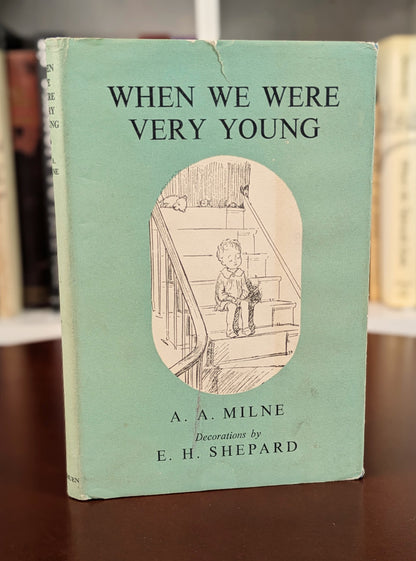 WHEN WE WERE
VERY YOUNG
A. A. MILNE
Decorations by
E. H. SHEPARD